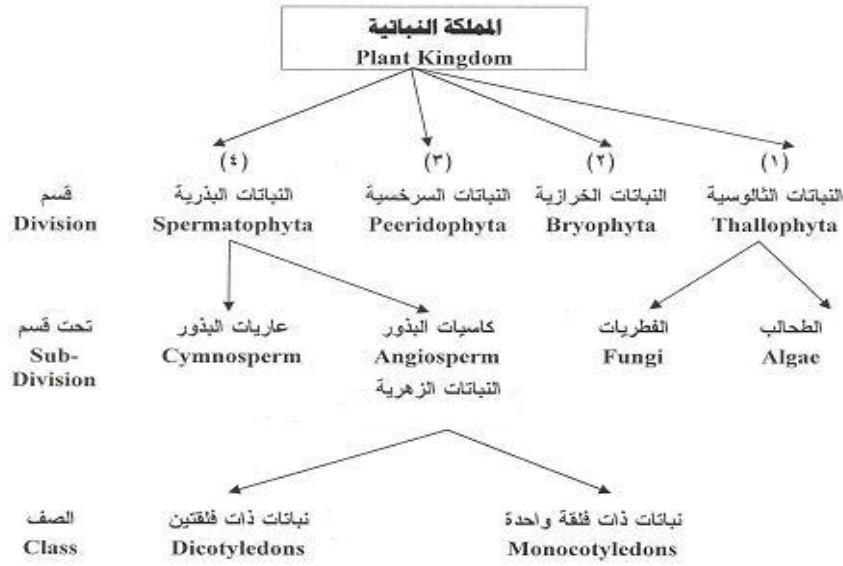 المملكة النباتية
Plant Kingdom
(١) (٢) (٣) (٤)
قسم النباتات البذرية النباتات السرخسية النباتات الخرازية النباتات الثالوسية
Division Spermatophyta Peeridophyta Bryophyta Thallophyta
تحت قسم عاريات البذور كاسيات البذور الفطريات الطحالب
Sub-Division Cymnosperm Angiosperm Fungi Algae
النباتات الزهرية
الصف نباتات ذات فلقتين نباتات ذات فلقة واحدة
Class Dicotyledons Monocotyledons